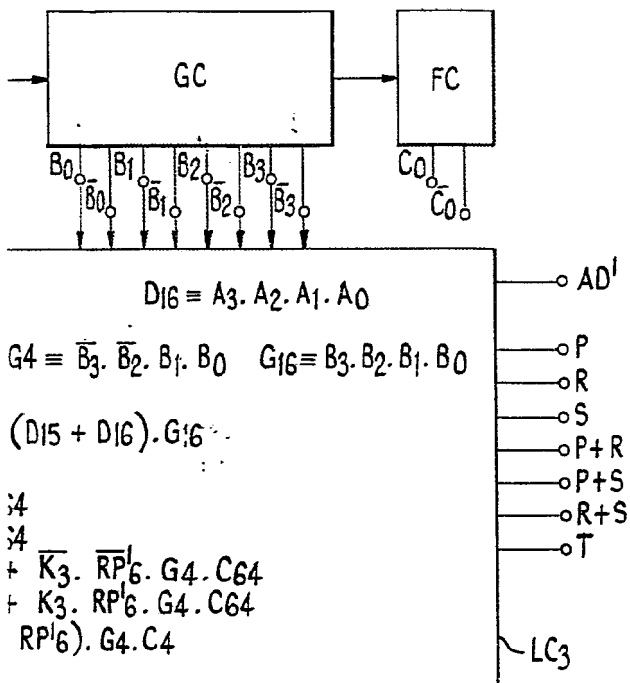 GC FC
B0 B1 B2 B3 C0
B̅0 B̅1 B̅2 B̅3 C̅0
D16 ≡ A3. A2. A1. A0
AD'
G4 ≡ B̅3. B̅2. B1. B0 G16 ≡ B3. B2. B1. B0
P
R
S
(D15 + D16). G16
P+R
P+S
R+S
T̅
64
64
+ K̅3. R̅P̅'6. G4. C64
+ K3. RP'6. G4. C64
RP'6). G4. C4
LC3